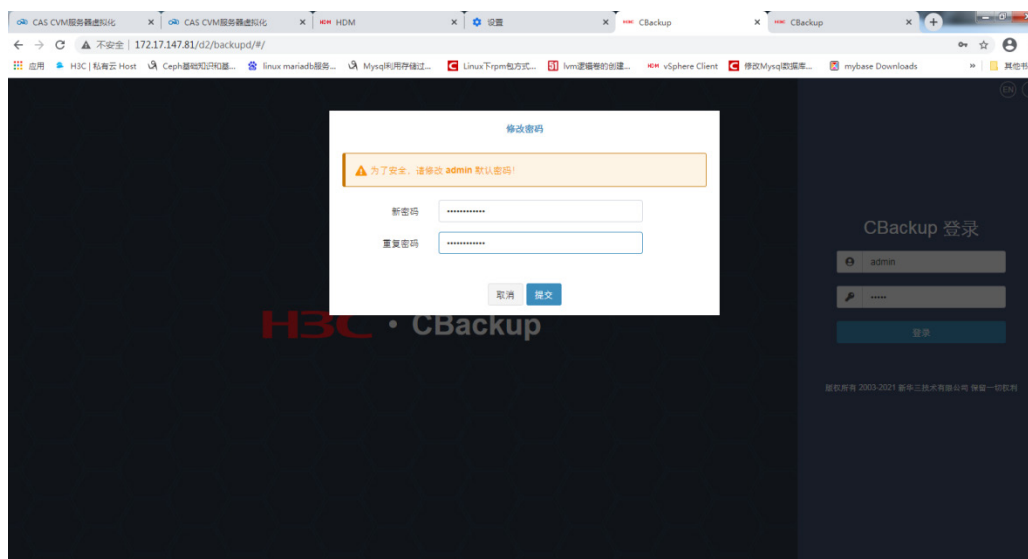 CAS CVM服务器虚拟化
CAS CVM服务器虚拟化
H3C HDM
设置
H3C CBackup
H3C CBackup
不安全 | 172.17.147.81/d2/backupd/#/
应用
H3C | 私有云 Host
Ceph基础知识和基...
linux mariadb服务...
Mysql利用存储过...
Linux下rpm包方式...
51 lvm逻辑卷的创建...
H3C vSphere Client
修改Mysql数据库...
mybase Downloads
»
其他书
EN
修改密码
为了安全，请修改 admin 默认密码！
新密码 ••••••••••••
重复密码 ••••••••••••
取消 提交
H3C · CBackup
CBackup 登录
admin
•••••
登录
版权所有 2003-2021 新华三技术有限公司 保留一切权利